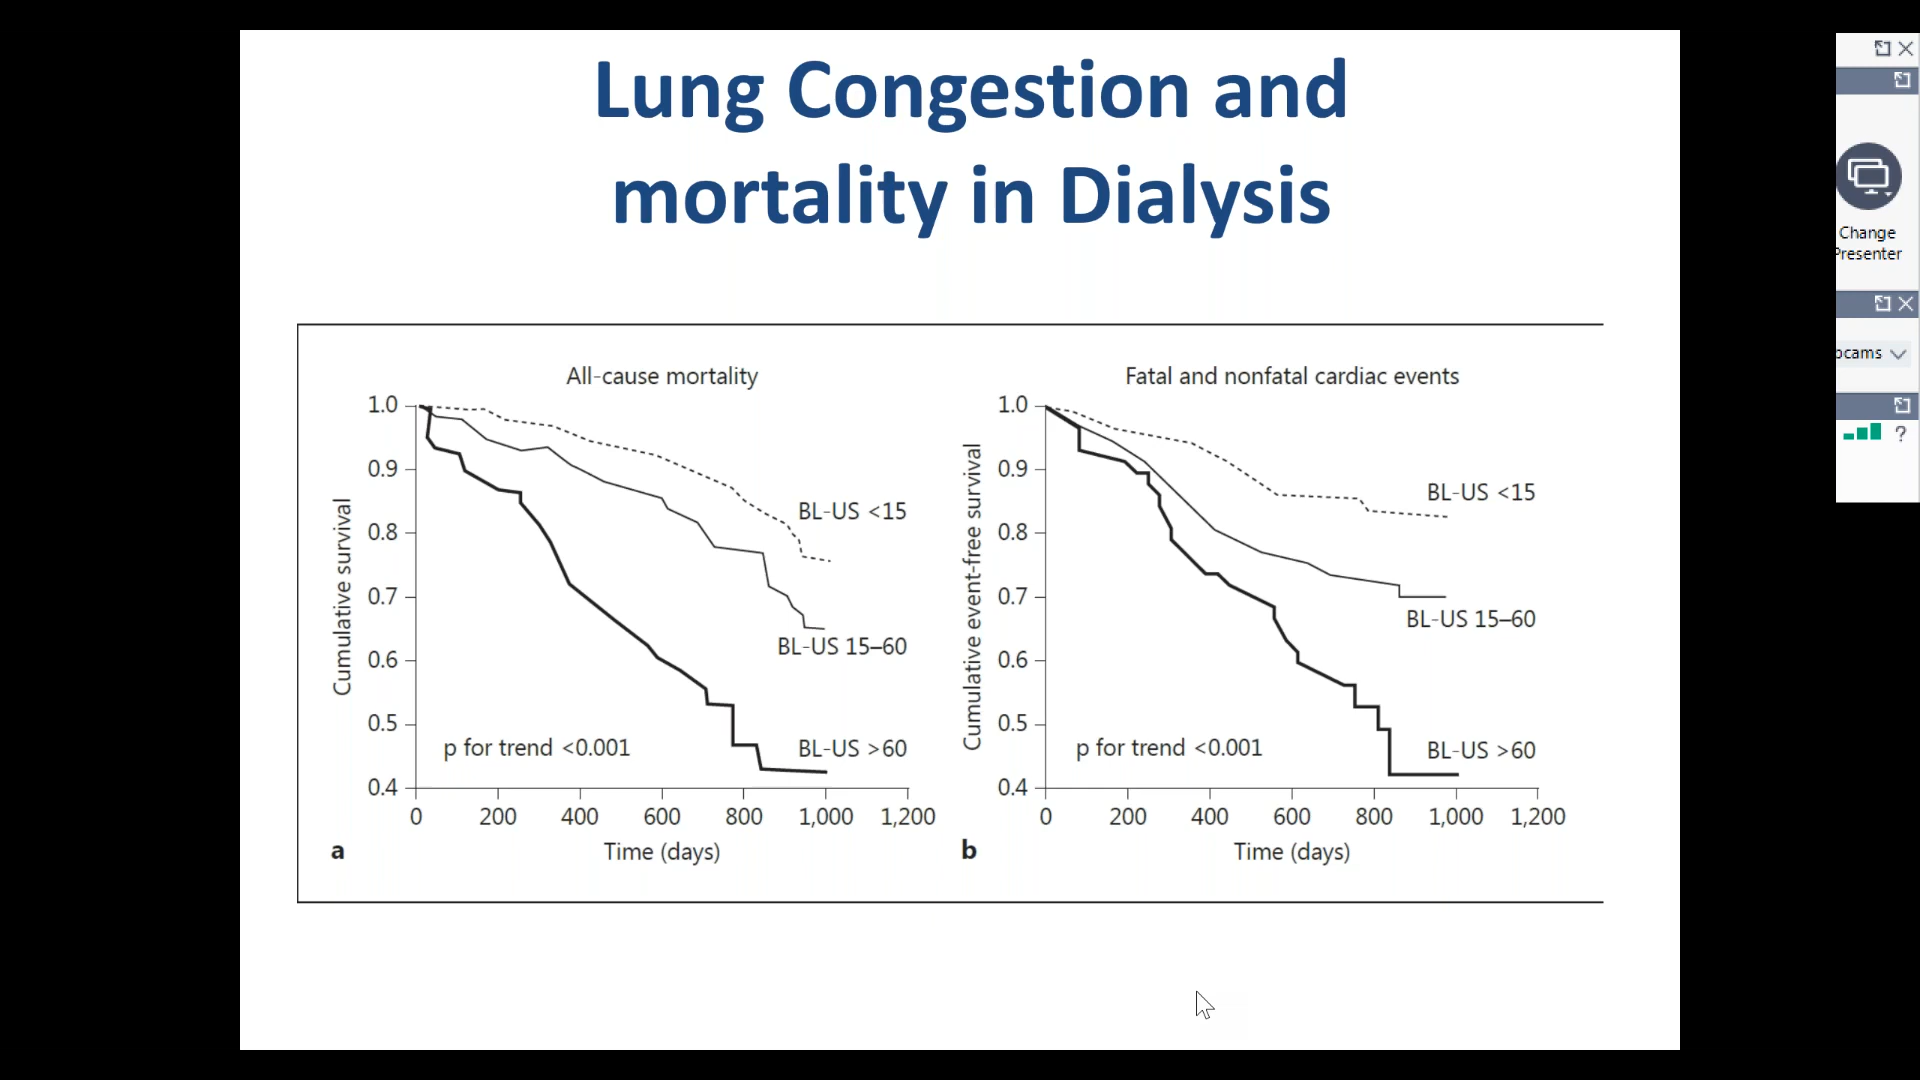 Lung Congestion and
mortality in Dialysis
All-cause mortality
Cumulative survival
1.0
0.9
0.8
0.7
0.6
0.5
0.4
BL-US <15
BL-US 15–60
BL-US >60
p for trend <0.001
0 200 400 600 800 1,000 1,200
Time (days)
a
Fatal and nonfatal cardiac events
Cumulative event-free survival
1.0
0.9
0.8
0.7
0.6
0.5
0.4
BL-US <15
BL-US 15–60
BL-US >60
p for trend <0.001
0 200 400 600 800 1,000 1,200
Time (days)
b
Change
Presenter
bcams
?